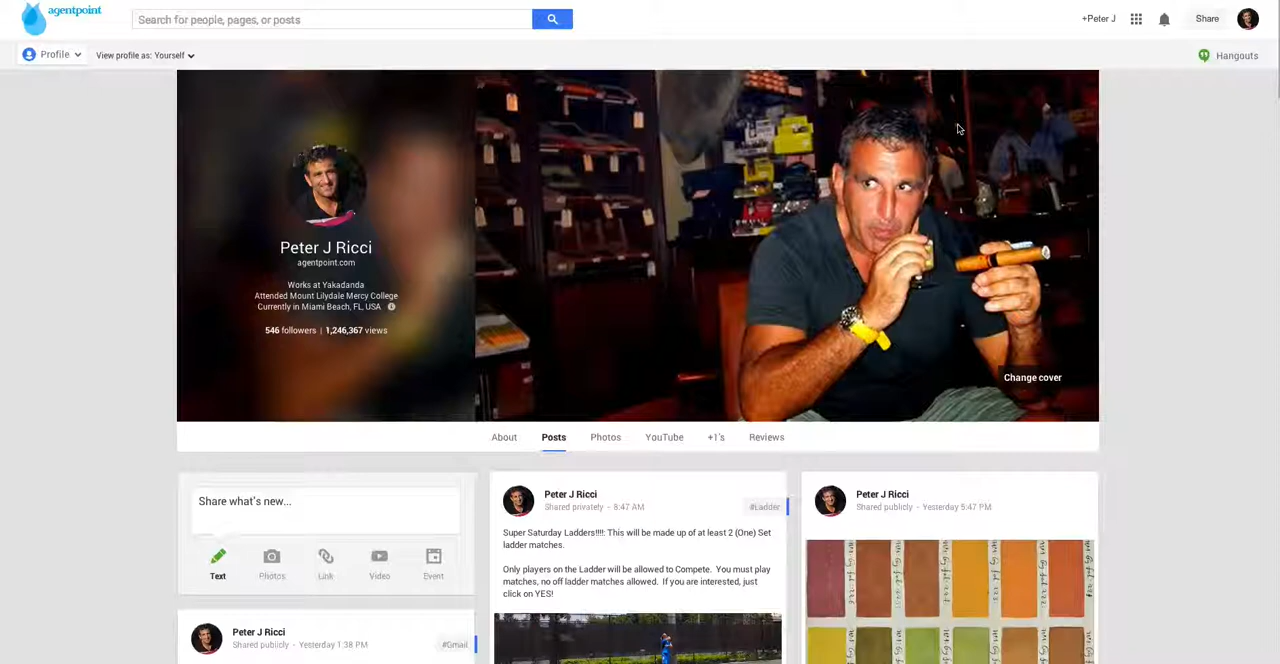 agentpoint
Search for people, pages, or posts
+Peter J
Share
Profile
View profile as: Yourself
Hangouts
Peter J Ricci
agentpoint.com
Works at Yakadanda
Attended Mount Lilydale Mercy College
Currently in Miami Beach, FL, USA
546 followers | 1,246,367 views
Change cover
About Posts Photos YouTube +1's Reviews
Share what's new...
Text Photos Link Video Event
Peter J Ricci
Shared publicly - Yesterday 1:38 PM
#Gmail
Peter J Ricci
Shared privately - 8:47 AM
#Ladder
Super Saturday Ladders!!!!: This will be made up of at least 2 (One) Set
ladder matches.
Only players on the Ladder will be allowed to Compete. You must play
matches, no off ladder matches allowed. If you are interested, just
click on YES!
Peter J Ricci
Shared publicly - Yesterday 5:47 PM